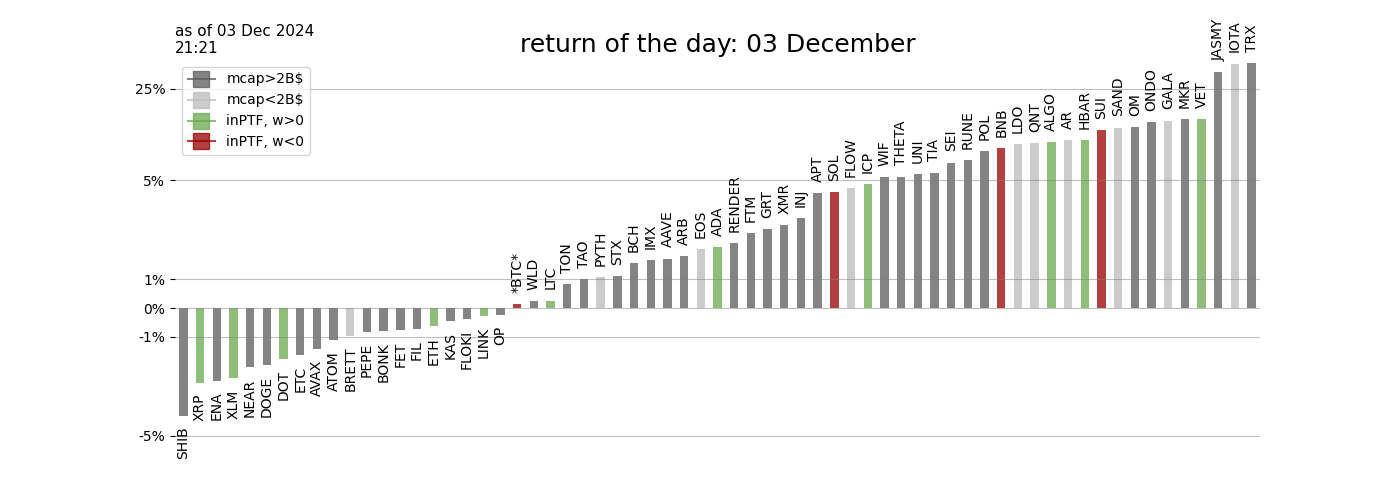 as of 03 Dec 2024
21:21
return of the day: 03 December
mcap>2B$
mcap<2B$
inPTF, w>0
inPTF, w<0
25%
5%
1%
0%
-1%
-5%
SHIB
XRP
ENA
XLM
NEAR
DOGE
DOT
ETC
AVAX
ATOM
BRETT
PEPE
BONK
FET
FIL
ETH
KAS
FLOKI
LINK
OP
*BTC*
WLD
LTC
TON
TAO
PYTH
STX
BCH
IMX
AAVE
ARB
EOS
ADA
RENDER
FTM
GRT
XMR
INJ
APT
SOL
FLOW
ICP
WIF
THETA
UNI
TIA
SEI
RUNE
POL
BNB
LDO
QNT
ALGO
AR
HBAR
SUI
SAND
OM
ONDO
GALA
MKR
VET
JASMY
IOTA
TRX